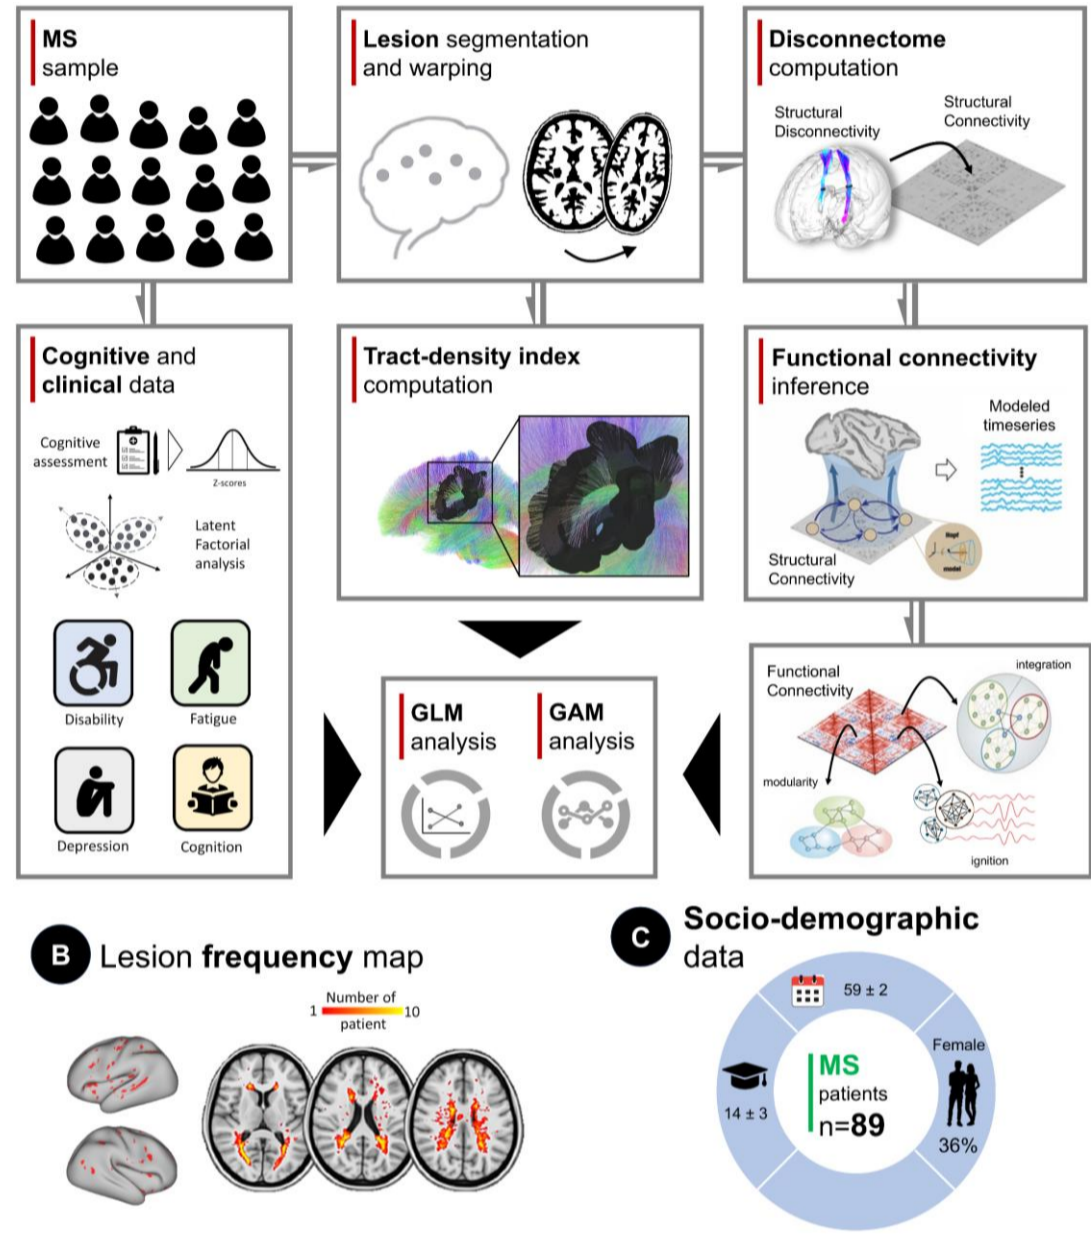 MS
sample
Lesion segmentation
and warping
Disconnectome
computation
Structural
Disconnectivity
Structural
Connectivity
Cognitive and
clinical data
Cognitive
assessment
Z-scores
Latent
Factorial
analysis
Disability
Fatigue
Depression
Cognition
Tract-density index
computation
Functional connectivity
inference
Modeled
timeseries
Structural
Connectivity
Hopf
model
GLM
analysis
GAM
analysis
Functional
Connectivity
integration
modularity
ignition
B Lesion frequency map
Number of
1 10
patient
C Socio-demographic
data
59 ± 2
Female
36%
14 ± 3
MS
patients
n=89